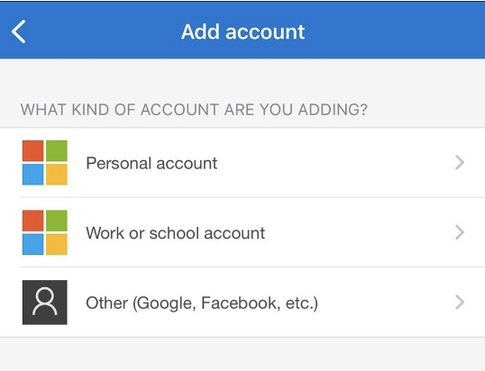 Add account
WHAT KIND OF ACCOUNT ARE YOU ADDING?
Personal account
Work or school account
Other (Google, Facebook, etc.)